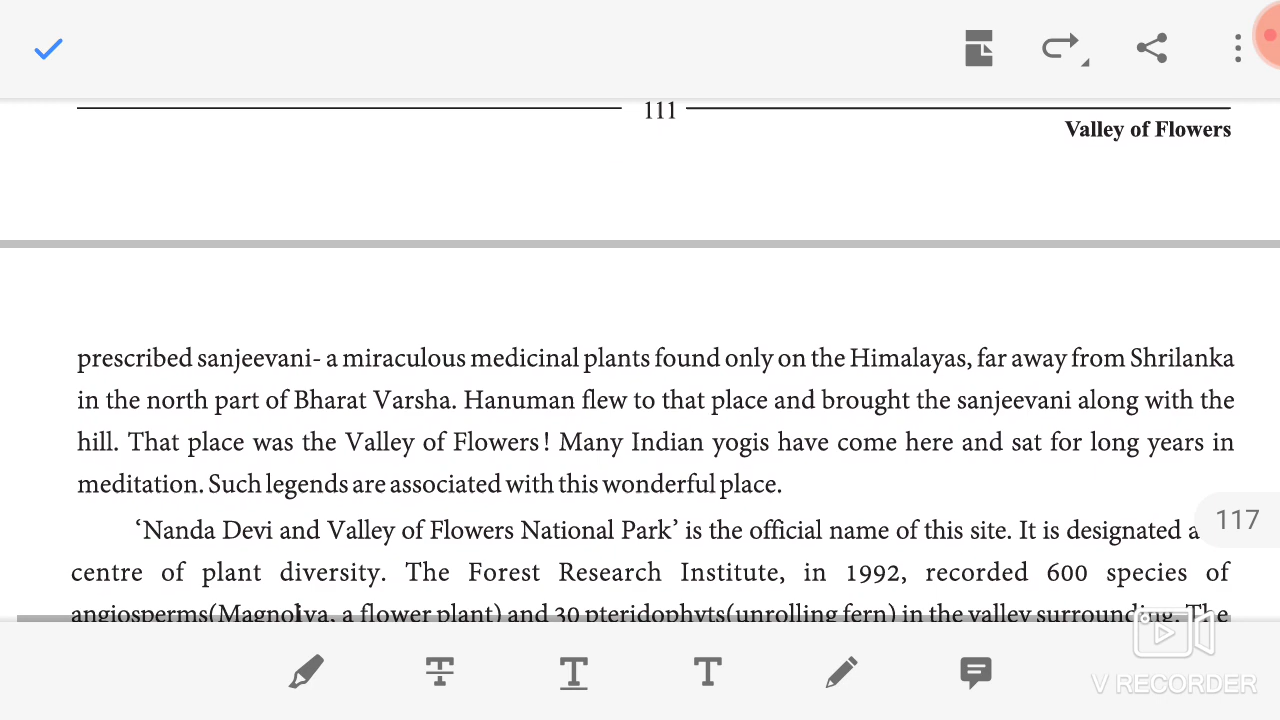 111
Valley of Flowers
prescribed sanjeevani- a miraculous medicinal plants found only on the Himalayas, far away from Shrilanka
in the north part of Bharat Varsha. Hanuman flew to that place and brought the sanjeevani along with the
hill. That place was the Valley of Flowers! Many Indian yogis have come here and sat for long years in
meditation. Such legends are associated with this wonderful place.
‘Nanda Devi and Valley of Flowers National Park’ is the official name of this site. It is designated a
117
centre of plant diversity. The Forest Research Institute, in 1992, recorded 600 species of
angiosperms(Magnolva, a flower plant) and 30 pteridophyts(unrolling fern) in the valley surrounding. The
T T T
V RECORDER